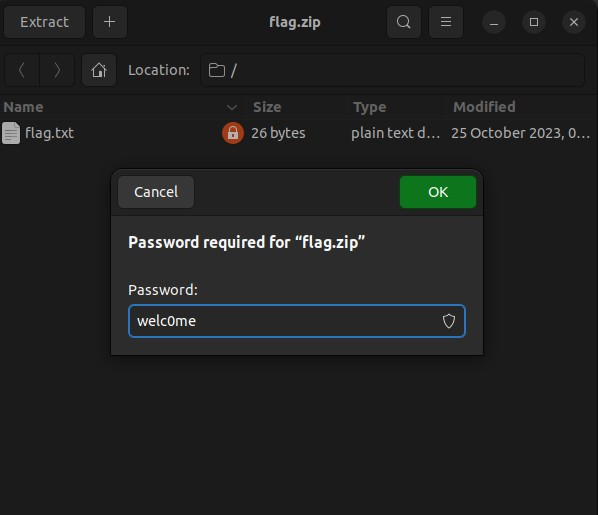 Extract
flag.zip
Location: /
Name Size Type Modified
flag.txt 26 bytes plain text d... 25 October 2023, 0...
Cancel OK
Password required for “flag.zip”
Password:
welc0me